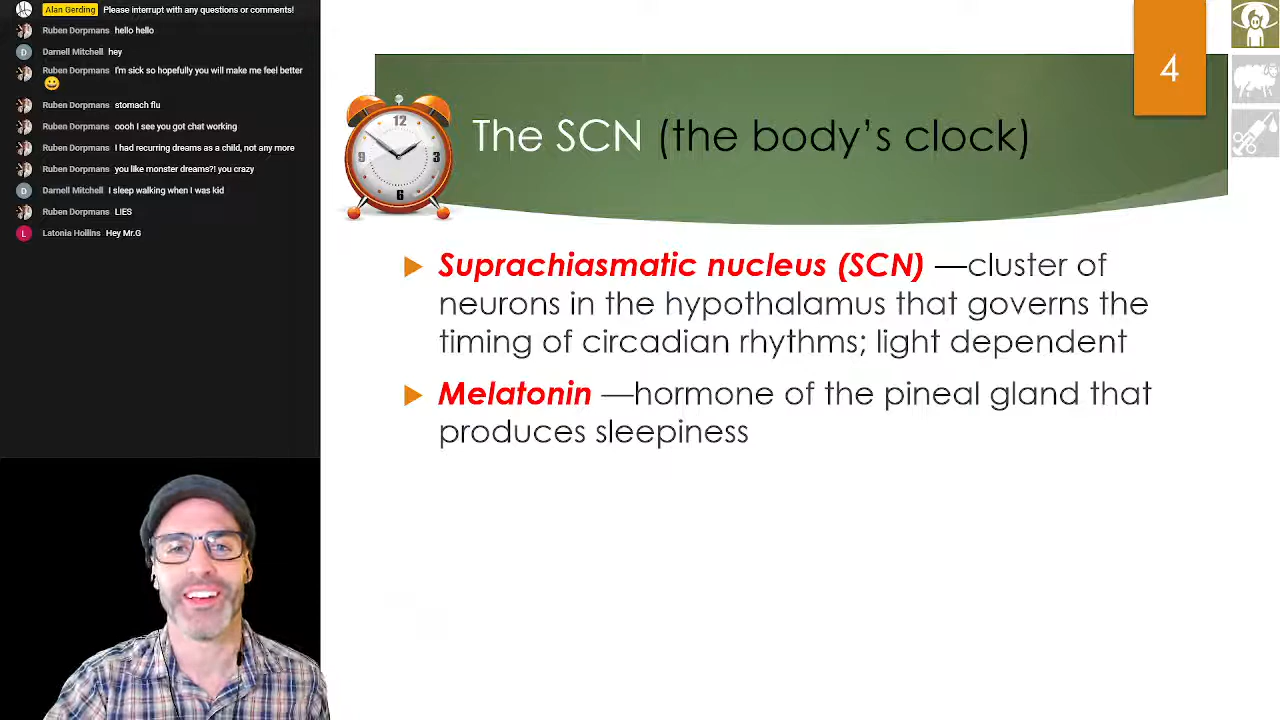 Alan Gerding Please interrupt with any questions or comments!
Ruben Dorpmans hello hello
D Darnell Mitchell hey
Ruben Dorpmans I'm sick so hopefully you will make me feel better
😀
Ruben Dorpmans stomach flu
Ruben Dorpmans oooh I see you got chat working
Ruben Dorpmans I had recurring dreams as a child, not any more
Ruben Dorpmans you like monster dreams?! you crazy
D Darnell Mitchell I sleep walking when I was kid
Ruben Dorpmans LIES
L Latonia Hollins Hey Mr.G
4
12
9 3
6
The SCN (the body's clock)
Suprachiasmatic nucleus (SCN) —cluster of
neurons in the hypothalamus that governs the
timing of circadian rhythms; light dependent
Melatonin —hormone of the pineal gland that
produces sleepiness